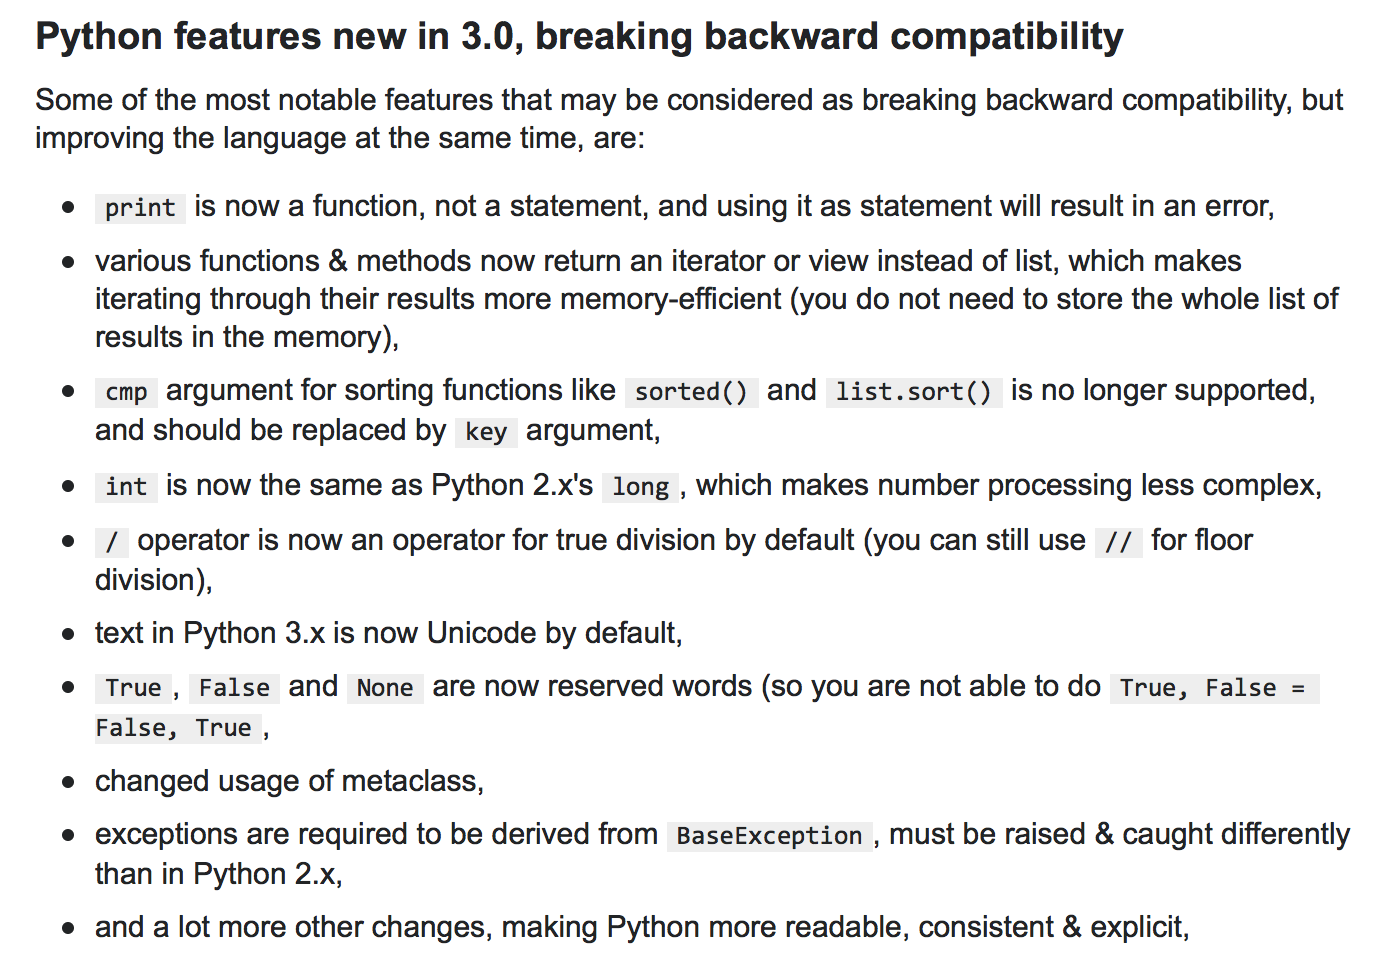 Python features new in 3.0, breaking backward compatibility
Some of the most notable features that may be considered as breaking backward compatibility, but
improving the language at the same time, are:
• print is now a function, not a statement, and using it as statement will result in an error,
• various functions & methods now return an iterator or view instead of list, which makes
iterating through their results more memory-efficient (you do not need to store the whole list of
results in the memory),
• cmp argument for sorting functions like sorted() and list.sort() is no longer supported,
and should be replaced by key argument,
• int is now the same as Python 2.x's long, which makes number processing less complex,
• / operator is now an operator for true division by default (you can still use // for floor
division),
• text in Python 3.x is now Unicode by default,
• True, False and None are now reserved words (so you are not able to do True, False =
False, True,
• changed usage of metaclass,
• exceptions are required to be derived from BaseException, must be raised & caught differently
than in Python 2.x,
• and a lot more other changes, making Python more readable, consistent & explicit,